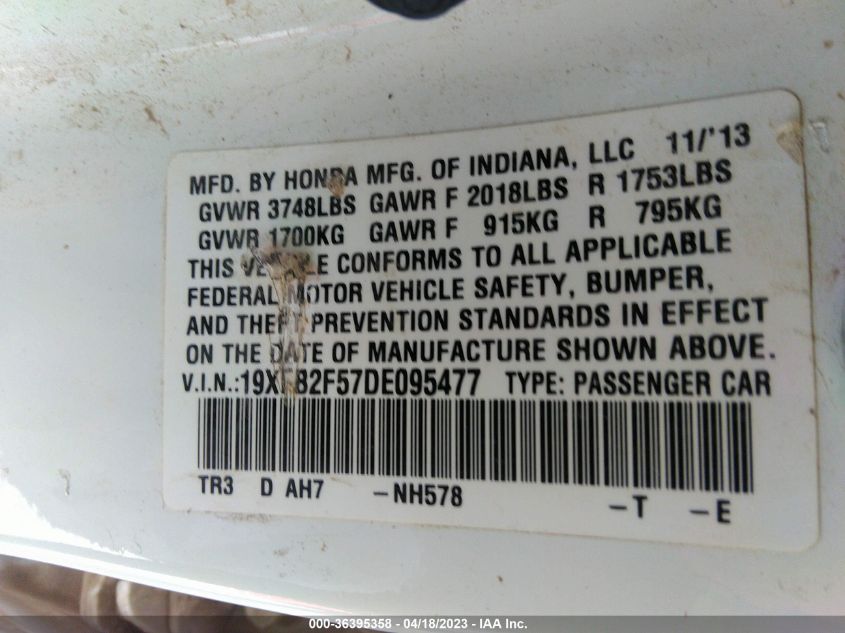 MFD. BY HONDA MFG. OF INDIANA, LLC 11/'13
GVWR 3748LBS GAWR F 2018LBS R 1753LBS
GVWR 1700KG GAWR F 915KG R 795KG
THIS VEHICLE CONFORMS TO ALL APPLICABLE
FEDERAL MOTOR VEHICLE SAFETY, BUMPER,
AND THEFT PREVENTION STANDARDS IN EFFECT
ON THE DATE OF MANUFACTURE SHOWN ABOVE.
V.I.N.: TYPE: PASSENGER CAR
TR3 D AH7 -NH578 -T -E
000-36395358 - 04/18/2023 - IAA Inc.